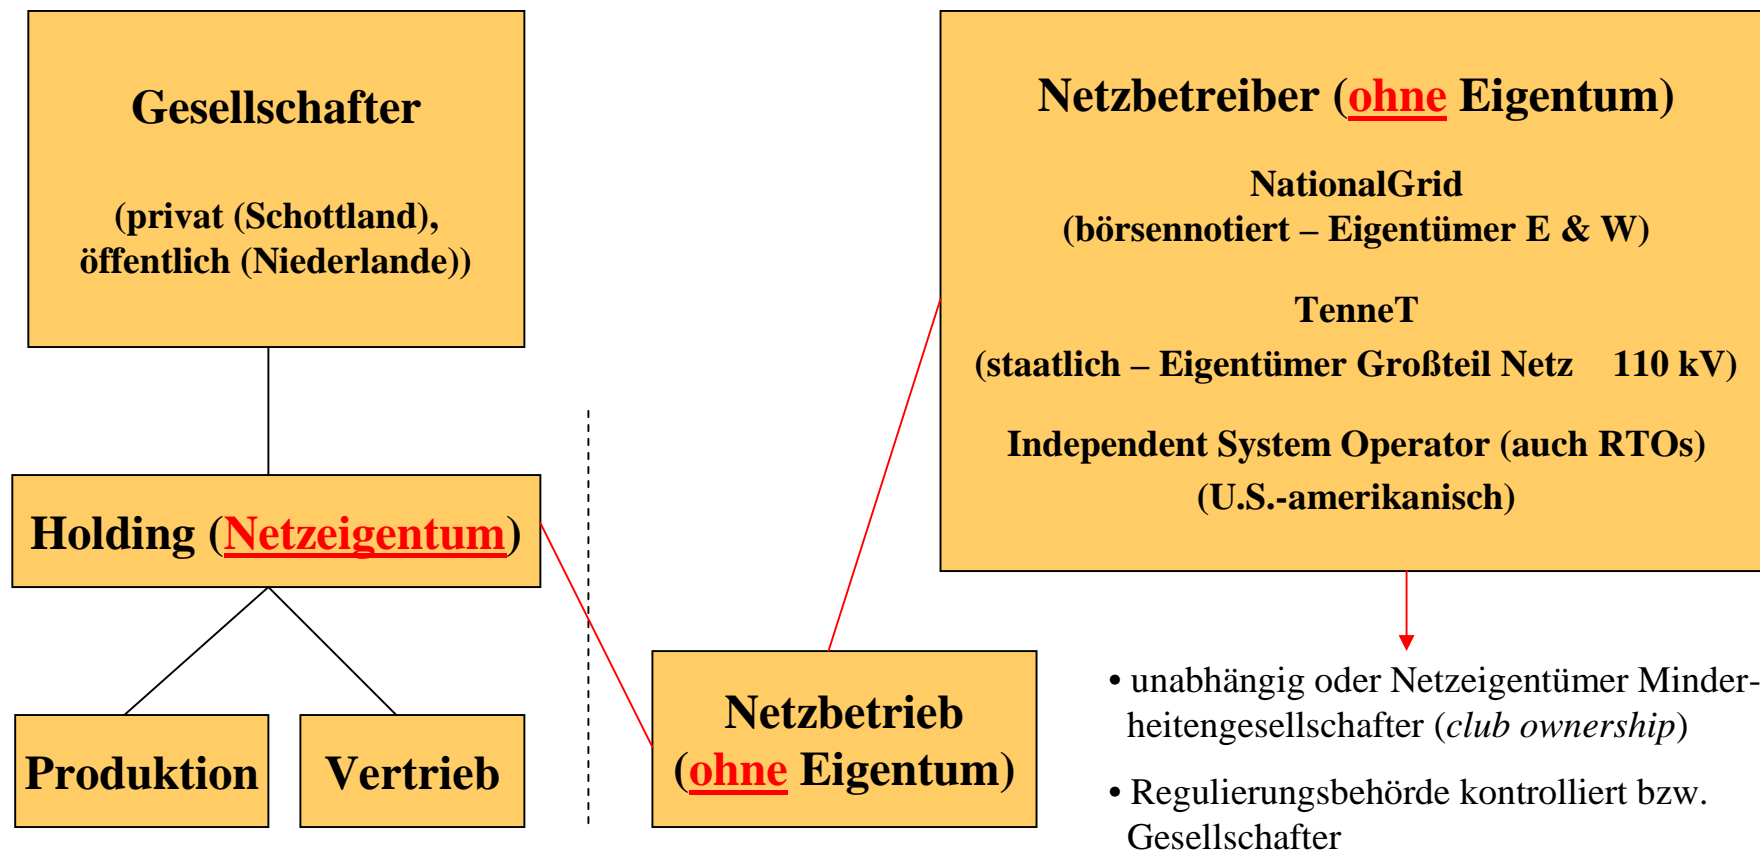 Gesellschafter
(privat (Schottland),
öffentlich (Niederlande))
Holding (Netzeigentum)
Produktion
Vertrieb
Netzbetrieb
(ohne Eigentum)
Netzbetreiber (ohne Eigentum)
NationalGrid
(börsennotiert – Eigentümer E & W)
TenneT
(staatlich – Eigentümer Großteil Netz 110 kV)
Independent System Operator (auch RTOs)
(U.S.-amerikanisch)
• unabhängig oder Netzeigentümer Minder-
heitengesellschafter (club ownership)
• Regulierungsbehörde kontrolliert bzw.
Gesellschafter